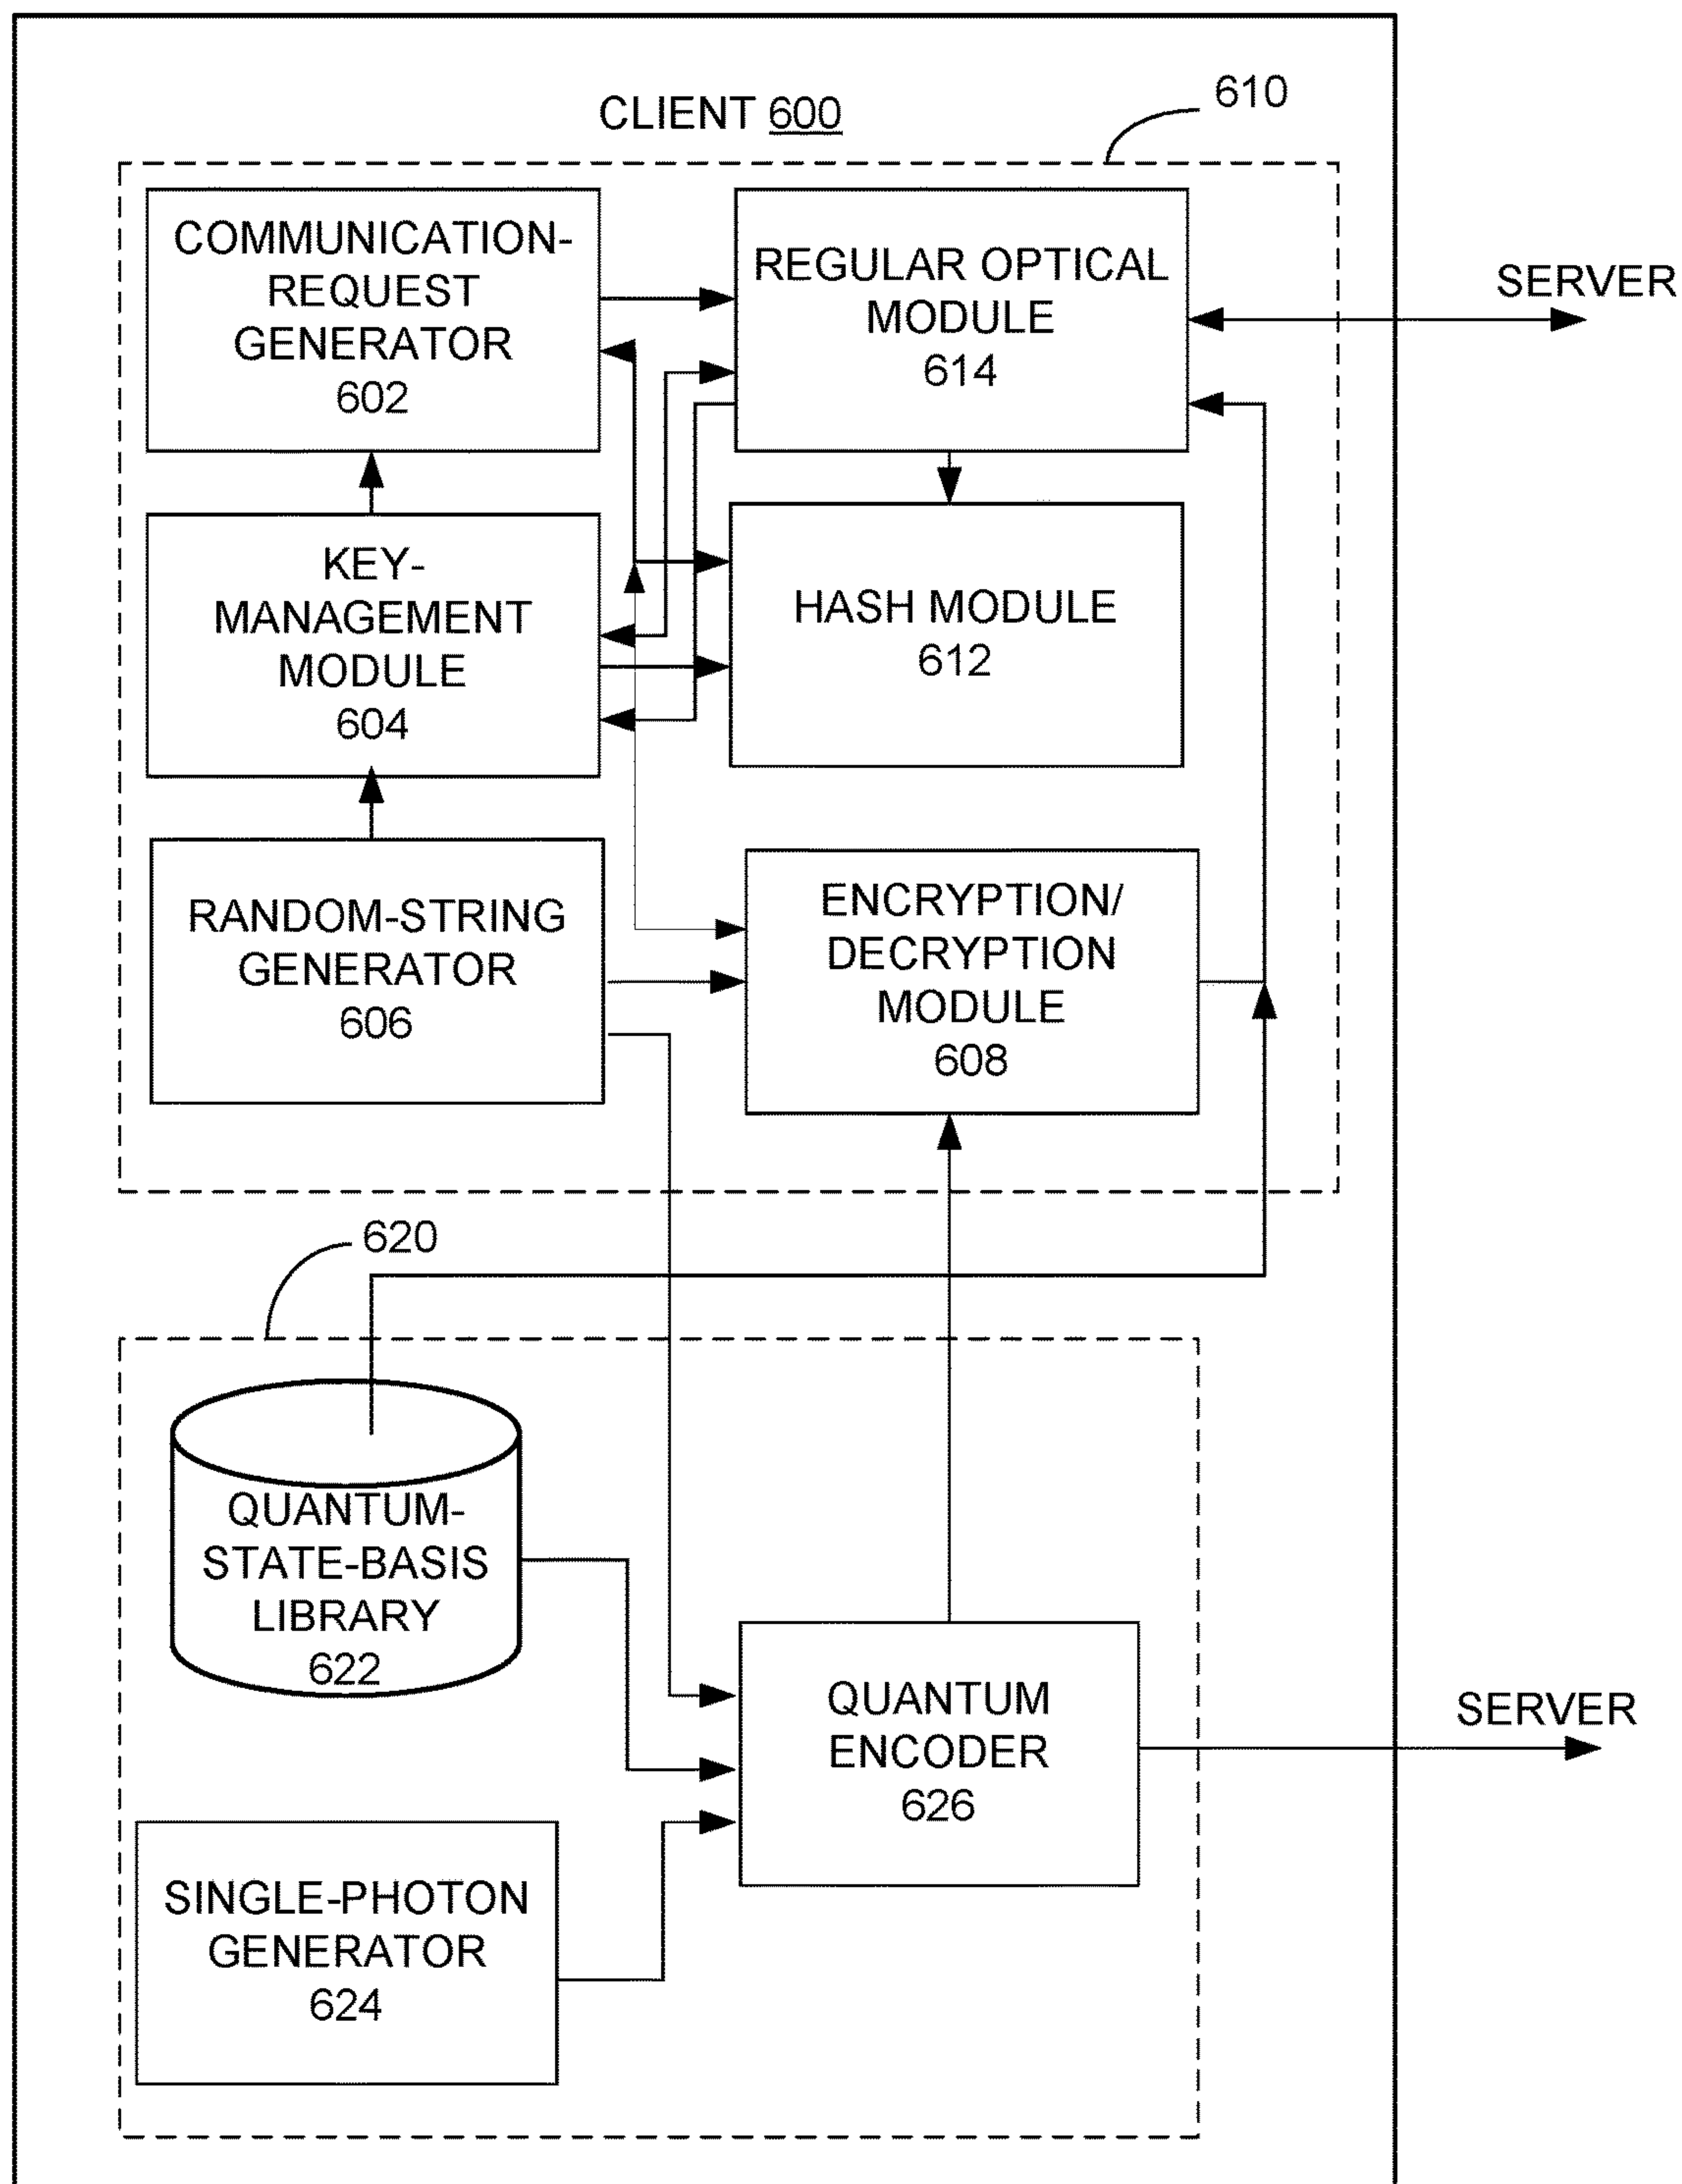 CLIENT 600
610
COMMUNICATION-
REQUEST
GENERATOR
602
REGULAR OPTICAL
MODULE
614
SERVER
KEY-
MANAGEMENT
MODULE
604
HASH MODULE
612
RANDOM-STRING
GENERATOR
606
ENCRYPTION/
DECRYPTION
MODULE
608
620
QUANTUM-
STATE-BASIS
LIBRARY
622
QUANTUM
ENCODER
626
SERVER
SINGLE-PHOTON
GENERATOR
624